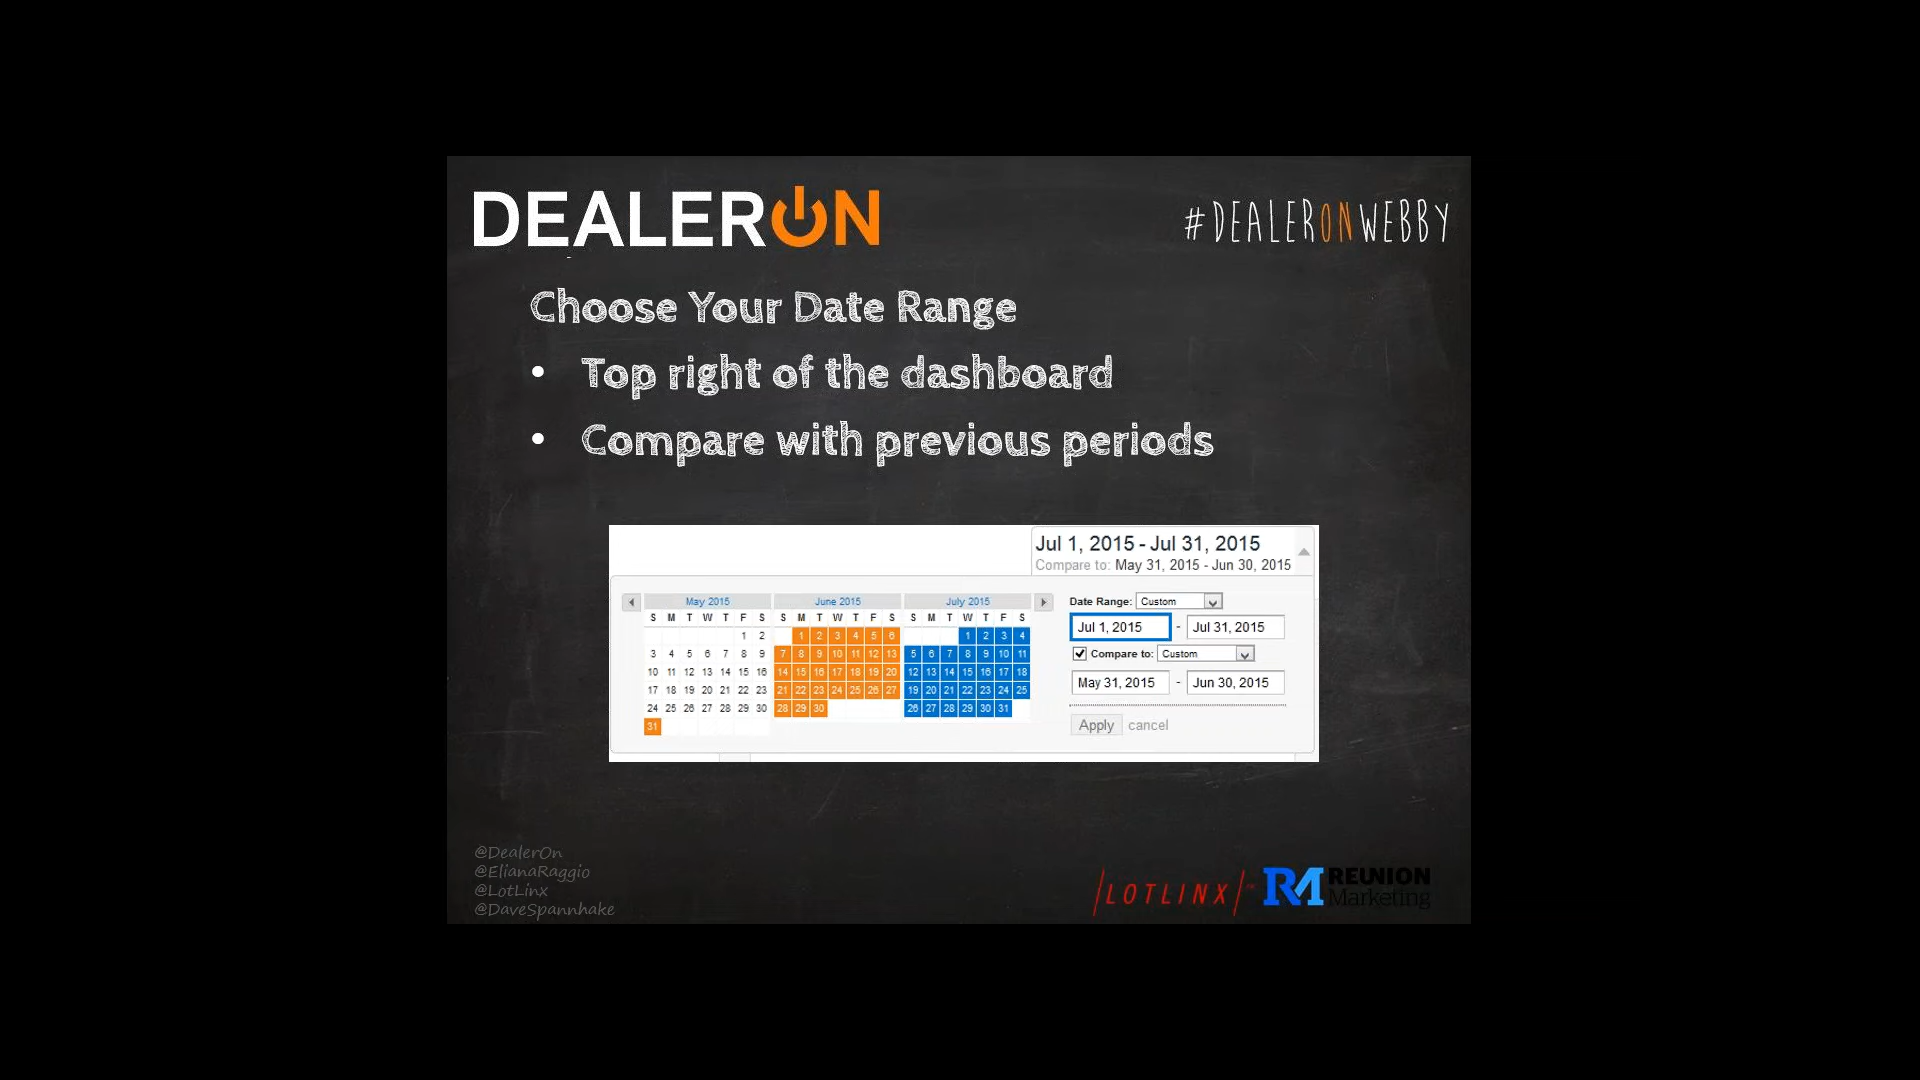 DEALERON
#DEALERONWEBBY
Choose Your Date Range
• Top right of the dashboard
• Compare with previous periods
Jul 1, 2015 - Jul 31, 2015
Compare to: May 31, 2015 - Jun 30, 2015
May 2015 June 2015 July 2015
S M T W T F S S M T W T F S S M T W T F S
1 2 1 2 3 4 5 6 1 2 3 4
3 4 5 6 7 8 9 7 8 9 10 11 12 13 5 6 7 8 9 10 11
10 11 12 13 14 15 16 14 15 16 17 18 19 20 12 13 14 15 16 17 18
17 18 19 20 21 22 23 21 22 23 24 25 26 27 19 20 21 22 23 24 25
24 25 26 27 28 29 30 28 29 30 26 27 28 29 30 31
31
Date Range: Custom
Jul 1, 2015 - Jul 31, 2015
Compare to: Custom
May 31, 2015 - Jun 30, 2015
Apply cancel
@DealerOn
@ElianaRaggio
@LotLinx
@DaveSpannhake
LOTLINX
RM REUNION
Marketing